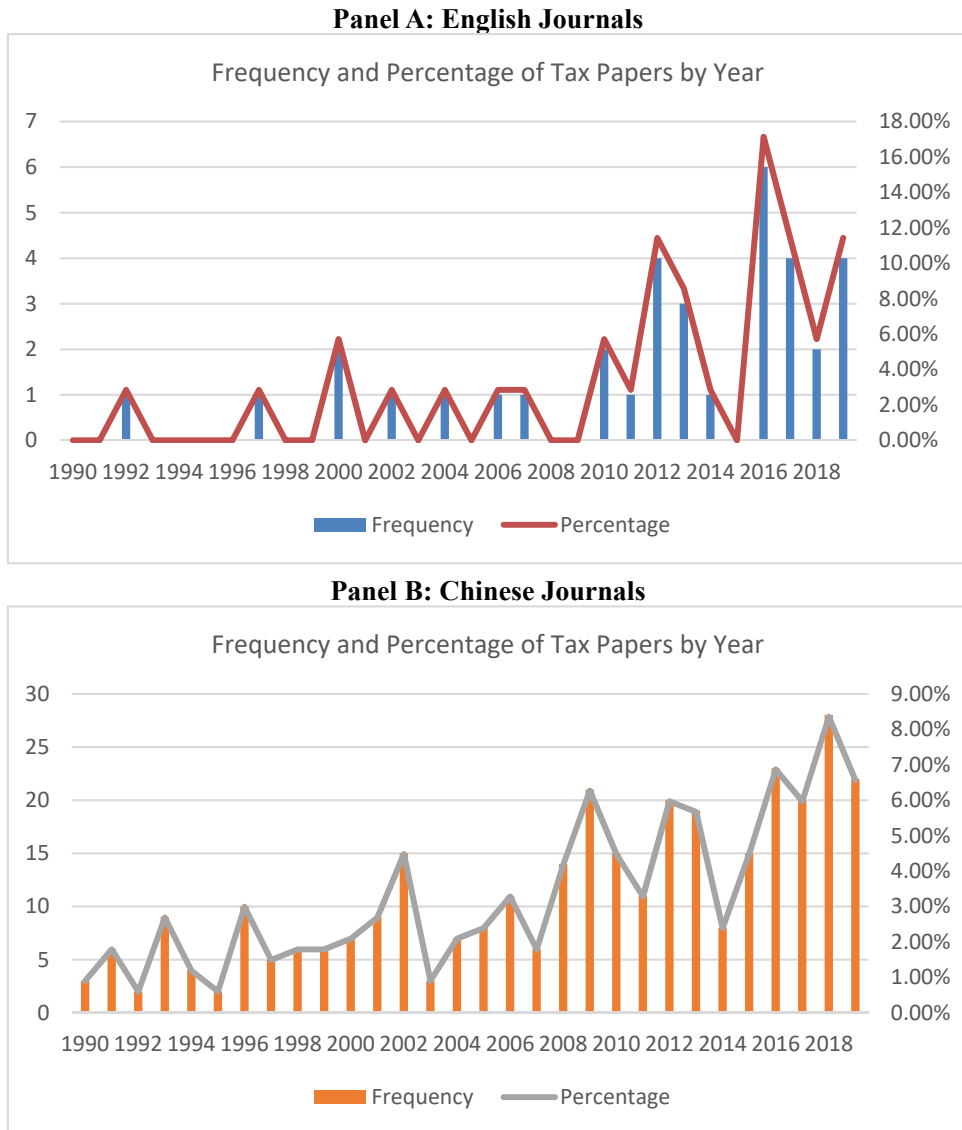 Panel A: English Journals
Frequency and Percentage of Tax Papers by Year
7 18.00%
6 16.00%
5 14.00%
4 12.00%
3 10.00%
2 8.00%
1 6.00%
0 4.00%
2.00%
0.00%
1990 1992 1994 1996 1998 2000 2002 2004 2006 2008 2010 2012 2014 2016 2018
Frequency Percentage
Panel B: Chinese Journals
Frequency and Percentage of Tax Papers by Year
30 9.00%
25 8.00%
20 7.00%
15 6.00%
10 5.00%
5 4.00%
0 3.00%
2.00%
1.00%
0.00%
1990 1992 1994 1996 1998 2000 2002 2004 2006 2008 2010 2012 2014 2016 2018
Frequency Percentage